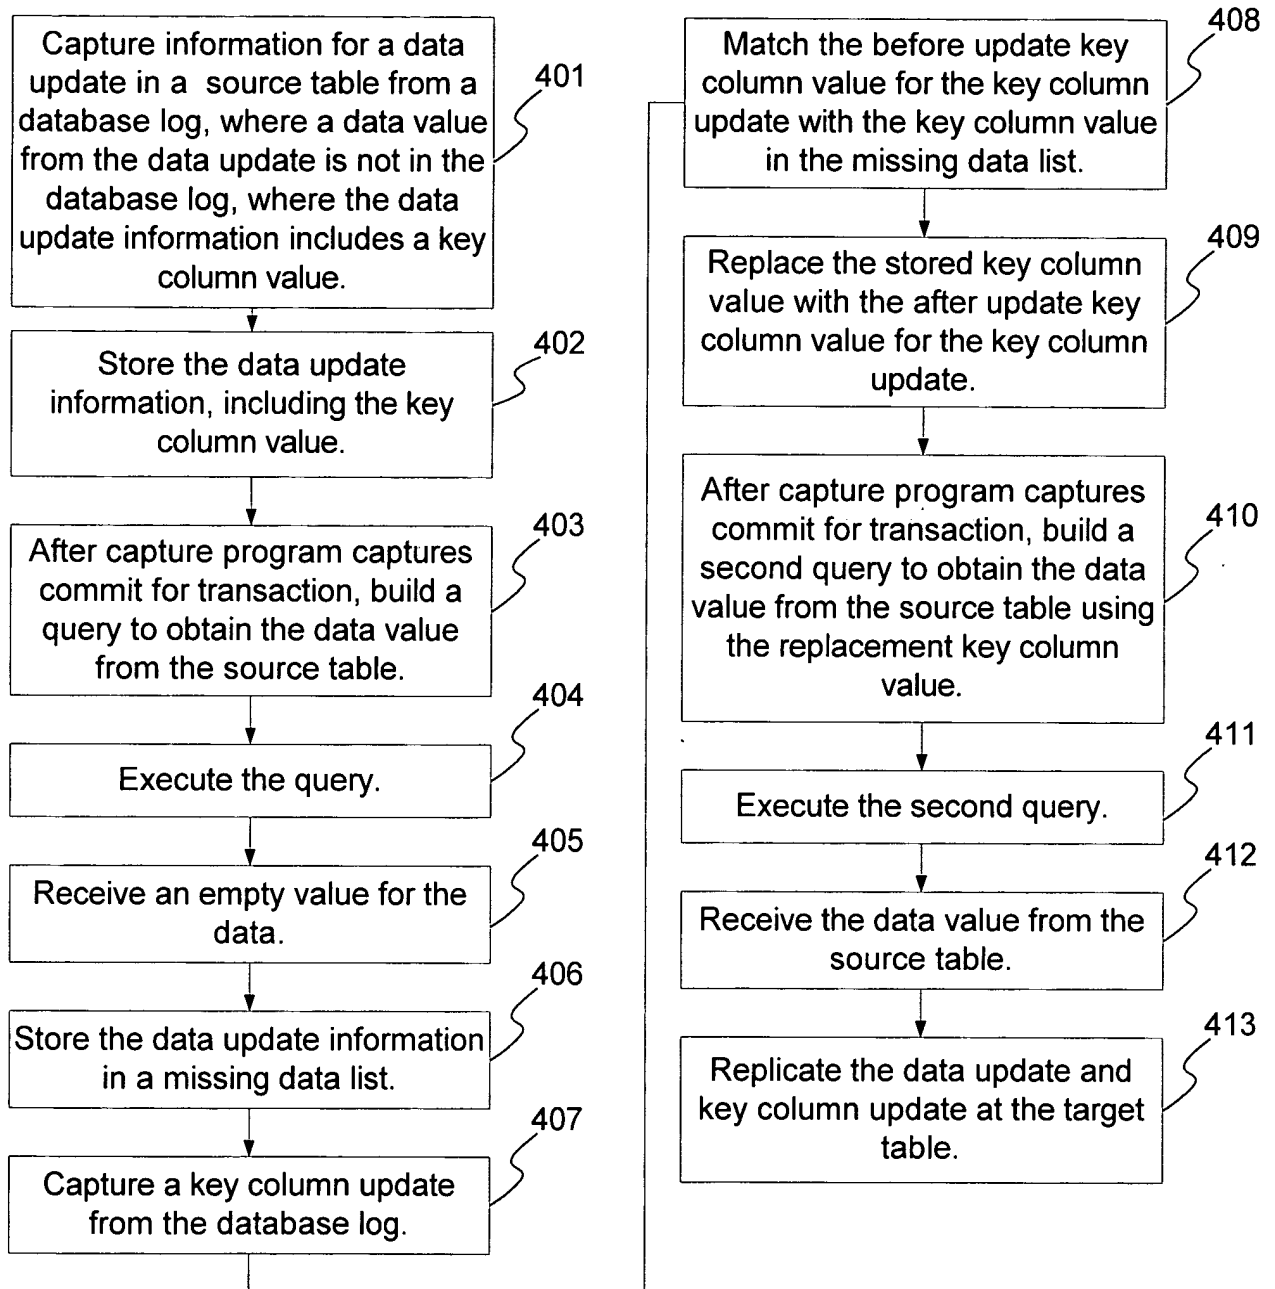 Capture information for a data
update in a source table from a
database log, where a data value
from the data update is not in the
database log, where the data
update information includes a key
column value.
401
Store the data update
information, including the key
column value.
402
After capture program captures
commit for transaction, build a
query to obtain the data value
from the source table.
403
Execute the query.
404
Receive an empty value for the
data.
405
Store the data update information
in a missing data list.
406
Capture a key column update
from the database log.
407
Match the before update key
column value for the key column
update with the key column value
in the missing data list.
408
Replace the stored key column
value with the after update key
column value for the key column
update.
409
After capture program captures
commit for transaction, build a
second query to obtain the data
value from the source table using
the replacement key column
value.
410
Execute the second query.
411
Receive the data value from the
source table.
412
Replicate the data update and
key column update at the target
table.
413